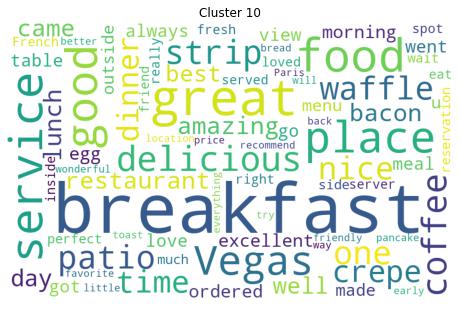 Cluster 10
came
French
better
always
fresh
view
morning
spot
table
good
dinner
outside
friend
really
strip
best
served
loved
bread
Paris
will
food
went
wait
eat
waffle
u
service
lunch
great
amazing
go
menu
bacon
reservation
egg
location
price
recommend
back
place
inside
wonderful
delicious
nice
meal
restaurant
everything
right
side
server
breakfast
coffee
perfect
toast
love
try
excellent
friendly
way
pancake
patio
much
Vegas
one
crepe
day
favorite
got
little
time
ordered
well
made
early